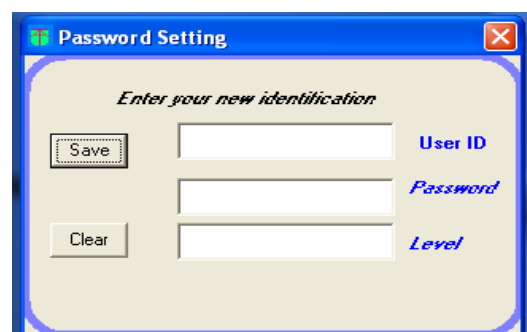 Password Setting
Enter your new identification
Save
User ID
Password
Clear
Level